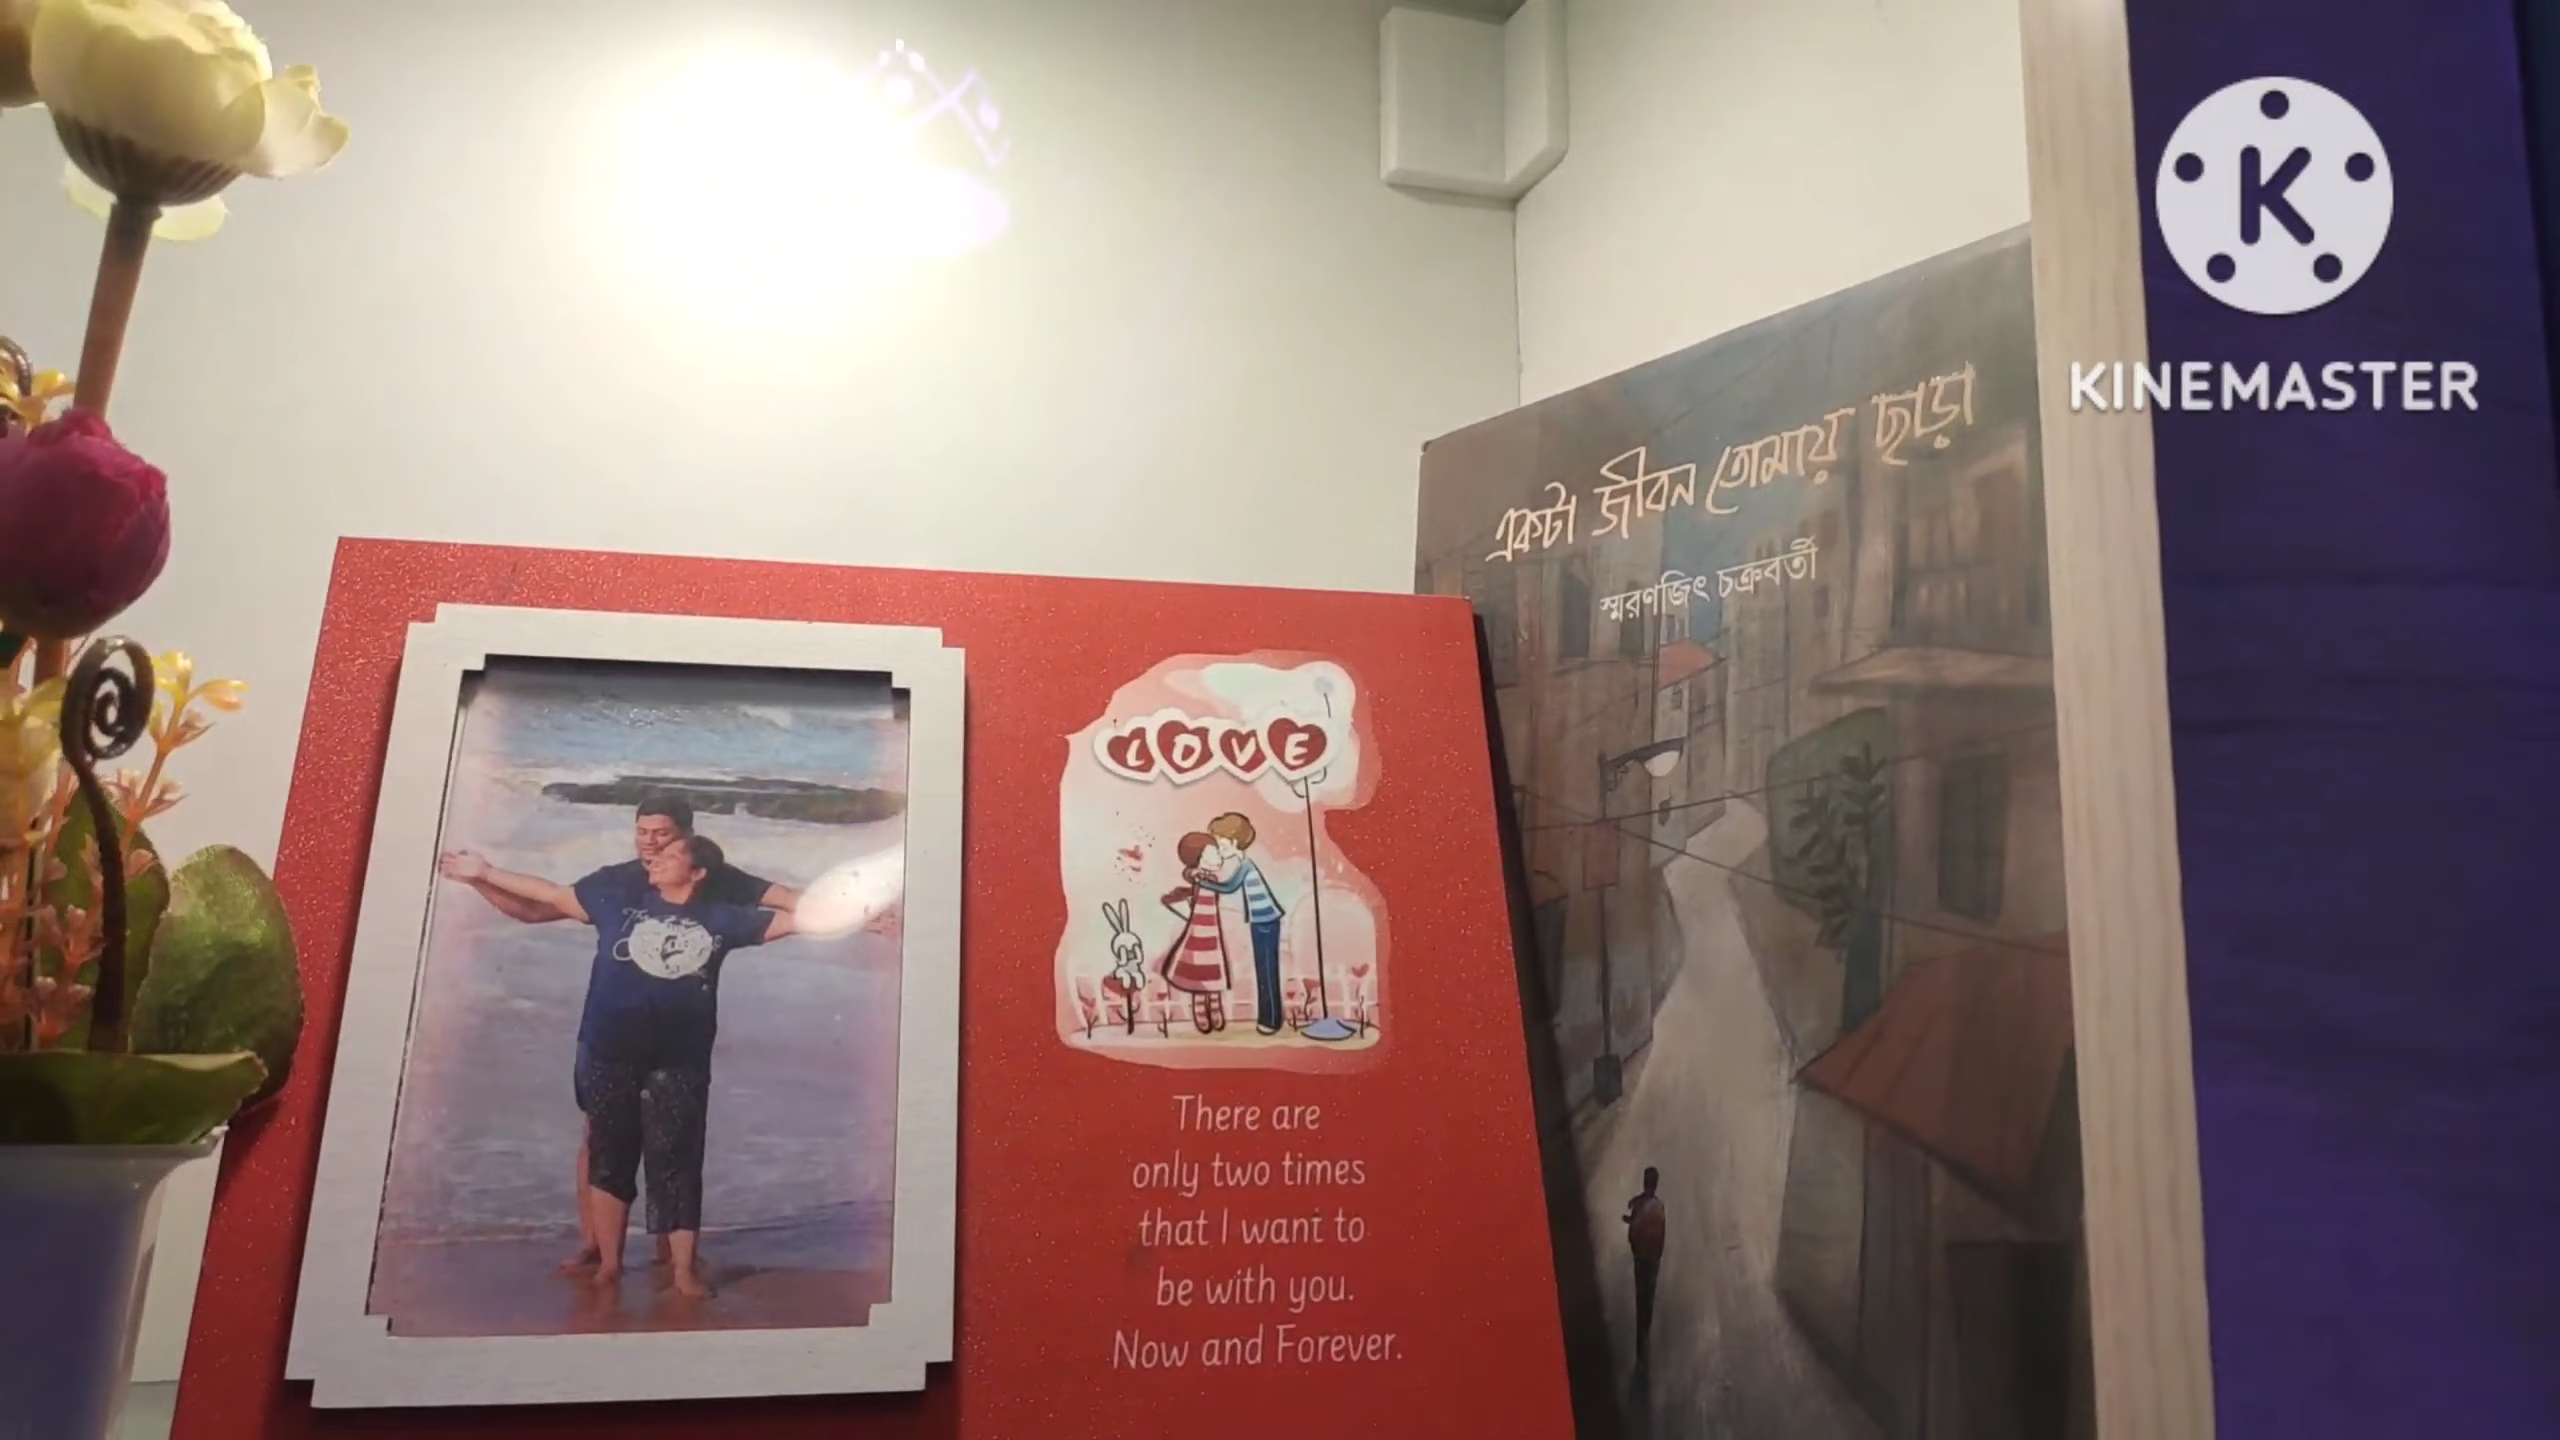 K
KINEMASTER
একটা জীবন তোমায় ছাড়া
স্মরণজিৎ চক্রবর্তী
LOVE
There are
only two times
that I want to
be with you.
Now and Forever.